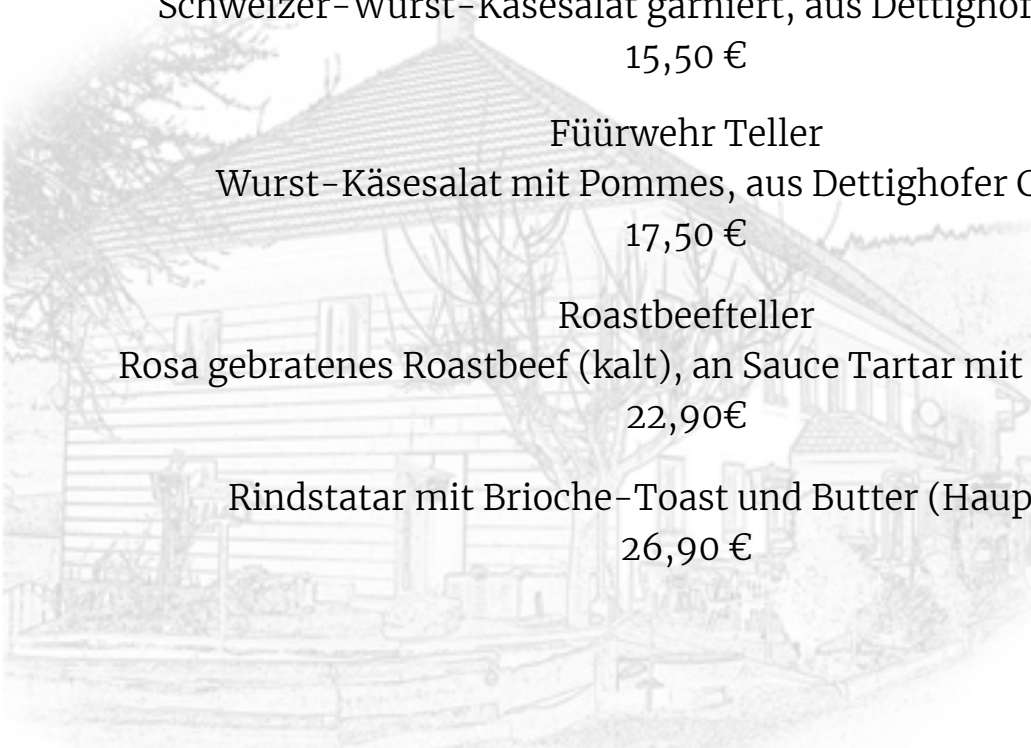 Schweizer-Wurst-Käsesalat garniert, aus
15,50 €
Füürwehr Teller
Wurst-Käsesalat mit Pommes, aus Dettighofer
17,50 €
Roastbeefteller
Rosa gebratenes Roastbeef (kalt), an Sauce Tartar mit
22,90€
Rindstatar mit Brioche-Toast und Butter
26,90 €